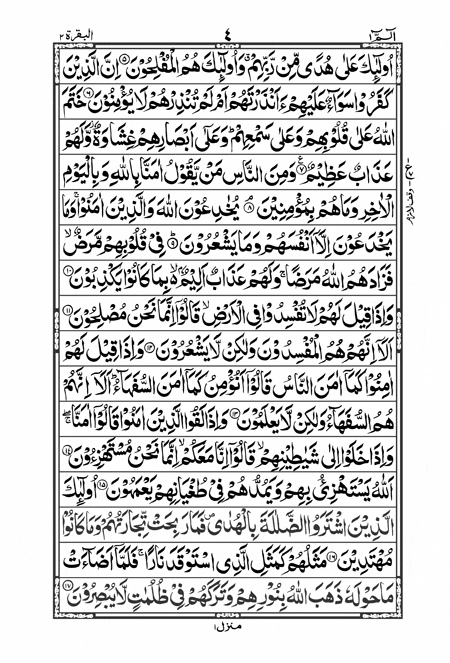 الٓمّٓ ١
٤
البقرة ٢
اُولٰٓئِكَ عَلٰى هُدًى مِّنْ رَّبِّهِمْ ۙ وَاُولٰٓئِكَ هُمُ الْمُفْلِحُوْنَ ۝٥ اِنَّ الَّذِيْنَ
كَفَرُوْا سَوَآءٌ عَلَيْهِمْ ءَاَنْذَرْتَهُمْ اَمْ لَمْ تُنْذِرْهُمْ لَا يُؤْمِنُوْنَ ۝٦ خَتَمَ
اللّٰهُ عَلٰى قُلُوْبِهِمْ وَعَلٰى سَمْعِهِمْ ؕ وَعَلٰٓى اَبْصَارِهِمْ غِشَاوَةٌ ؗ وَّلَهُمْ
عَذَابٌ عَظِيْمٌ ۝٧ وَمِنَ النَّاسِ مَنْ يَّقُوْلُ اٰمَنَّا بِاللّٰهِ وَبِالْيَوْمِ
الْاٰخِرِ وَمَا هُمْ بِمُؤْمِنِيْنَ ۝٨ يُخٰدِعُوْنَ اللّٰهَ وَالَّذِيْنَ اٰمَنُوْا ۚ وَمَا
يَخْدَعُوْنَ اِلَّاۤ اَنْفُسَهُمْ وَمَا يَشْعُرُوْنَ ۝٩ فِيْ قُلُوْبِهِمْ مَّرَضٌ ۙ
فَزَادَهُمُ اللّٰهُ مَرَضًا ۚ وَلَهُمْ عَذَابٌ اَلِيْمٌۢ ۙ بِمَا كَانُوْا يَكْذِبُوْنَ ۝١٠
وَاِذَا قِيْلَ لَهُمْ لَا تُفْسِدُوْا فِي الْاَرْضِ ۙ قَالُوْٓا اِنَّمَا نَحْنُ مُصْلِحُوْنَ ۝١١
اَلَاۤ اِنَّهُمْ هُمُ الْمُفْسِدُوْنَ وَلٰكِنْ لَّا يَشْعُرُوْنَ ۝١٢ وَاِذَا قِيْلَ لَهُمْ
اٰمِنُوْا كَمَاۤ اٰمَنَ النَّاسُ قَالُوْٓا اَنُؤْمِنُ كَمَاۤ اٰمَنَ السُّفَهَآءُ ؕ اَلَاۤ اِنَّهُمْ
هُمُ السُّفَهَآءُ وَلٰكِنْ لَّا يَعْلَمُوْنَ ۝١٣ وَاِذَا لَقُوا الَّذِيْنَ اٰمَنُوْا قَالُوْٓا اٰمَنَّا ۖۚ
وَاِذَا خَلَوْا اِلٰى شَيٰطِيْنِهِمْ ۙ قَالُوْٓا اِنَّا مَعَكُمْ ۙ اِنَّمَا نَحْنُ مُسْتَهْزِءُوْنَ ۝١٤
اَللّٰهُ يَسْتَهْزِئُ بِهِمْ وَيَمُدُّهُمْ فِيْ طُغْيَانِهِمْ يَعْمَهُوْنَ ۝١٥ اُولٰٓئِكَ
الَّذِيْنَ اشْتَرَوُا الضَّلٰلَةَ بِالْهُدٰى ۪ فَمَا رَبِحَتْ تِّجَارَتُهُمْ وَمَا كَانُوْا
مُهْتَدِيْنَ ۝١٦ مَثَلُهُمْ كَمَثَلِ الَّذِي اسْتَوْقَدَ نَارًا ۚ فَلَمَّاۤ اَضَآءَتْ
مَا حَوْلَهٗ ذَهَبَ اللّٰهُ بِنُوْرِهِمْ وَتَرَكَهُمْ فِيْ ظُلُمٰتٍ لَّا يُبْصِرُوْنَ ۝١٧
منزل ١